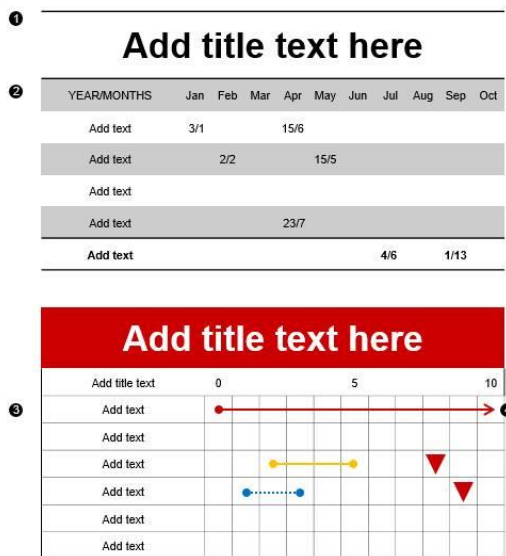 1
Add title text here
2 YEAR/MONTHS Jan Feb Mar Apr May Jun Jul Aug Sep Oct
Add text 3/1 15/6
Add text 2/2 15/5
Add text
Add text 23/7
Add text 4/6 1/13
Add title text here
Add title text 0 5 10
3 Add text
Add text
Add text
Add text
Add text
Add text